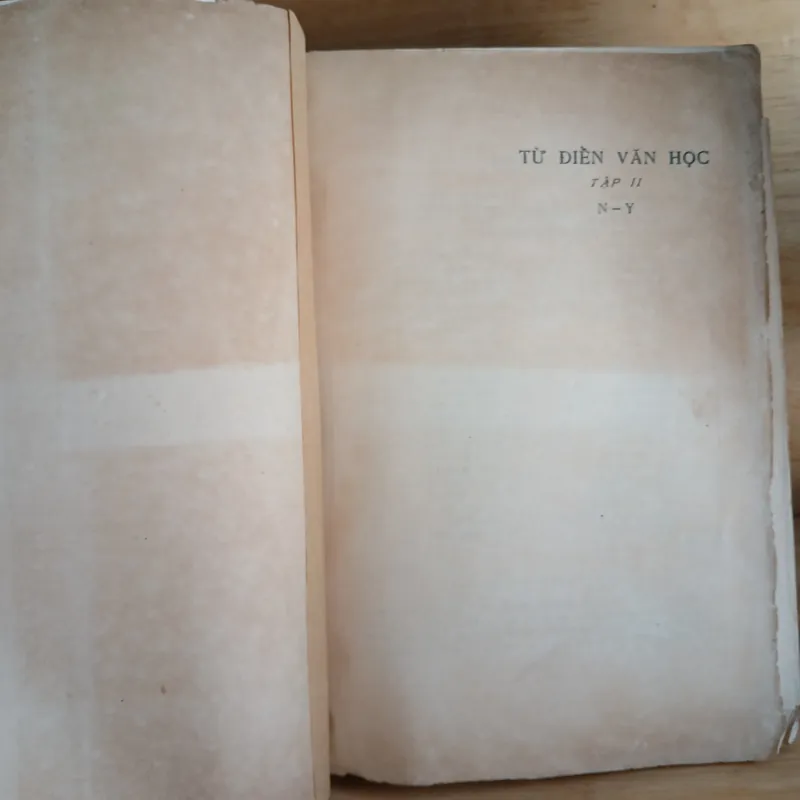 TỪ ĐIỂN VĂN HỌC
TẬP II
N – Y